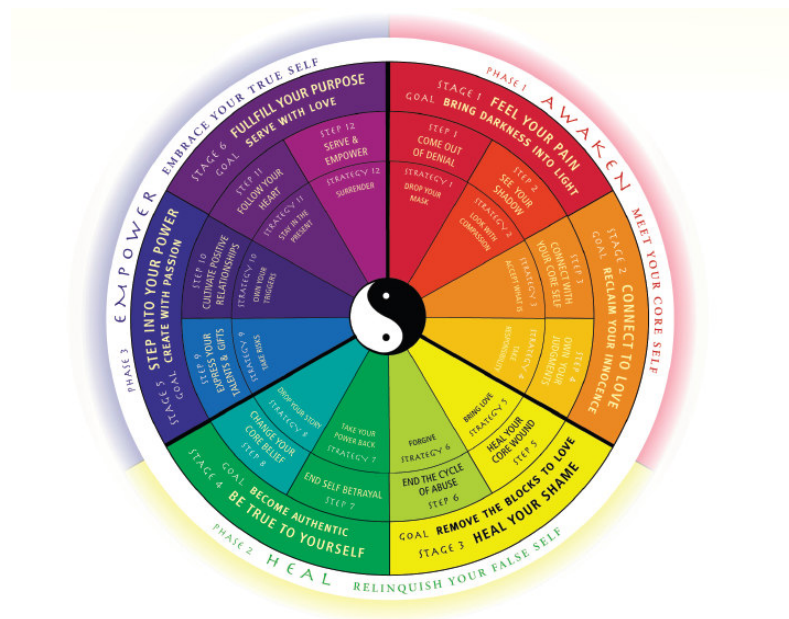 PHASE 1 AWAKEN MEET YOUR CORE SELF
STAGE 1 FEEL YOUR PAIN
GOAL BRING DARKNESS INTO LIGHT
STEP 1
COME OUT
OF DENIAL
STRATEGY 1
DROP YOUR
MASK
STEP 2
SEE YOUR
SHADOW
STRATEGY 2
LOOK WITH
COMPASSION
STAGE 2 CONNECT TO LOVE
GOAL RECLAIM YOUR INNOCENCE
STEP 3
CONNECT WITH
YOUR CORE SELF
STRATEGY 3
ACCEPT WHAT IS
STEP 4
OWN YOUR
JUDGMENTS
STRATEGY 4
TAKE
RESPONSIBILITY
PHASE 2 HEAL RELINQUISH YOUR FALSE SELF
GOAL REMOVE THE BLOCKS TO LOVE
STAGE 3 HEAL YOUR SHAME
BRING LOVE
STRATEGY 5
HEAL YOUR
CORE WOUND
STEP 5
FORGIVE
STRATEGY 6
END THE CYCLE
OF ABUSE
STEP 6
GOAL BECOME AUTHENTIC
STAGE 4 BE TRUE TO YOURSELF
TAKE YOUR
POWER BACK
STRATEGY 7
END SELF BETRAYAL
STEP 7
DROP YOUR STORY
STRATEGY 8
CHANGE YOUR
CORE BELIEF
STEP 8
PHASE 3 EMPOWER EMBRACE YOUR TRUE SELF
STAGE 5 STEP INTO YOUR POWER
GOAL CREATE WITH PASSION
STEP 9
EXPRESS YOUR
TALENTS & GIFTS
STRATEGY 9
TAKE RISKS
STEP 10
CULTIVATE POSITIVE
RELATIONSHIPS
STRATEGY 10
OWN YOUR
TRIGGERS
STAGE 6 FULLFILL YOUR PURPOSE
GOAL SERVE WITH LOVE
STEP 11
FOLLOW YOUR
HEART
STRATEGY 11
STAY IN THE
PRESENT
STEP 12
SERVE &
EMPOWER
STRATEGY 12
SURRENDER